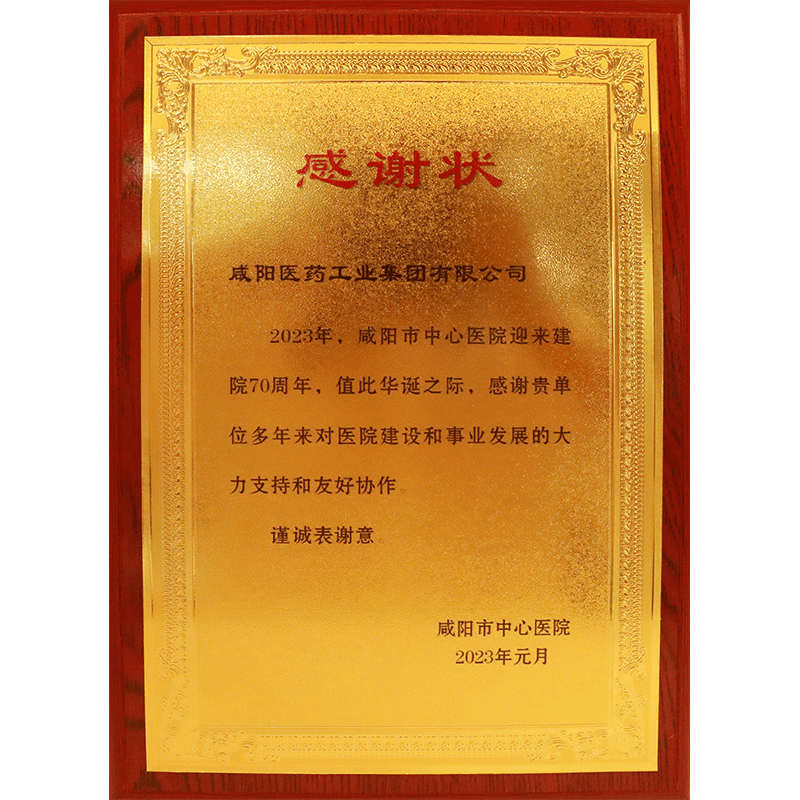 感谢状
咸阳医药工业集团有限公司
2023年，咸阳市中心医院迎来建
院70周年，值此华诞之际，感谢贵单
位多年来对医院建设和事业发展的大
力支持和友好协作。
谨诚表谢意。
咸阳市中心医院
2023年元月